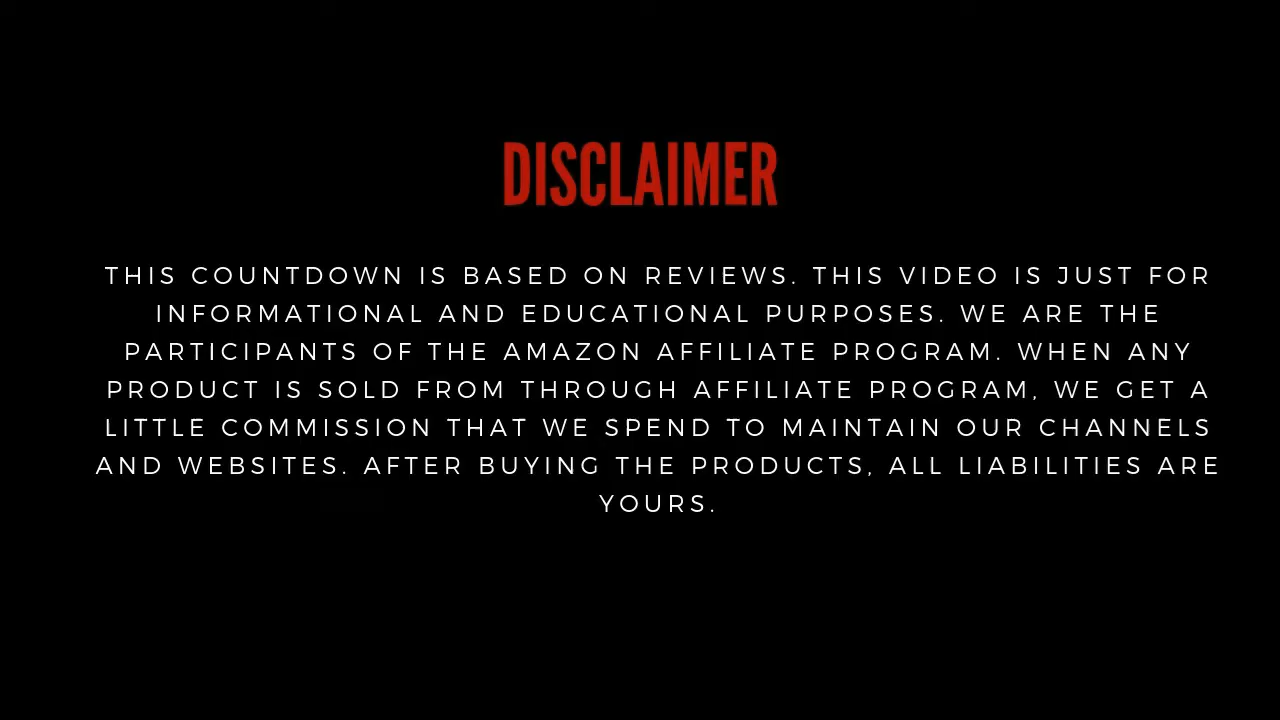 DISCLAIMER
THIS COUNTDOWN IS BASED ON REVIEWS. THIS VIDEO IS JUST FOR
INFORMATIONAL AND EDUCATIONAL PURPOSES. WE ARE THE
PARTICIPANTS OF THE AMAZON AFFILIATE PROGRAM. WHEN ANY
PRODUCT IS SOLD FROM THROUGH AFFILIATE PROGRAM, WE GET A
LITTLE COMMISSION THAT WE SPEND TO MAINTAIN OUR CHANNELS
AND WEBSITES. AFTER BUYING THE PRODUCTS, ALL LIABILITIES ARE
YOURS.